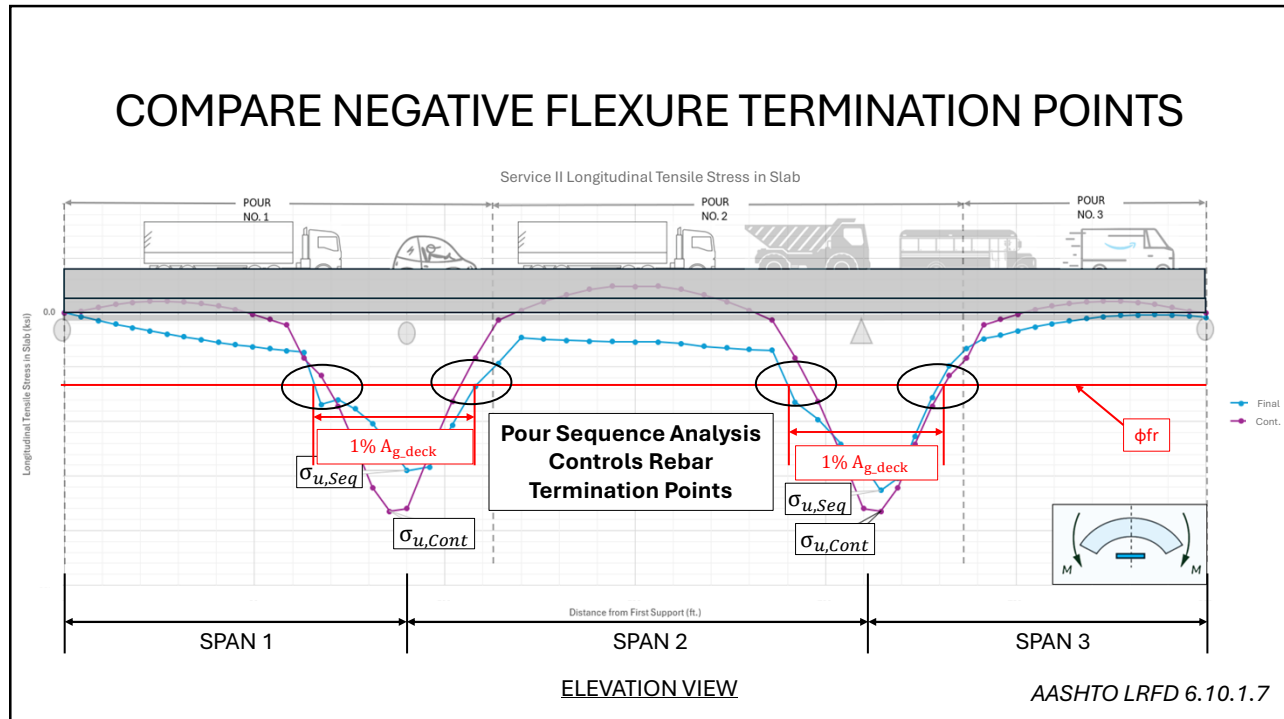 COMPARE NEGATIVE FLEXURE TERMINATION POINTS
Service II Longitudinal Tensile Stress in Slab
POUR
NO. 1
POUR
NO. 2
POUR
NO. 3
0.0
Longitudinal Tensile Stress in Slab (ksi)
Final
Cont.
ϕfr
1% A_g_deck
1% A_g_deck
Pour Sequence Analysis
Controls Rebar
Termination Points
σ_u,Seq
σ_u,Cont
σ_u,Seq
σ_u,Cont
M
M
Distance from First Support (ft.)
SPAN 1
SPAN 2
SPAN 3
ELEVATION VIEW
AASHTO LRFD 6.10.1.7